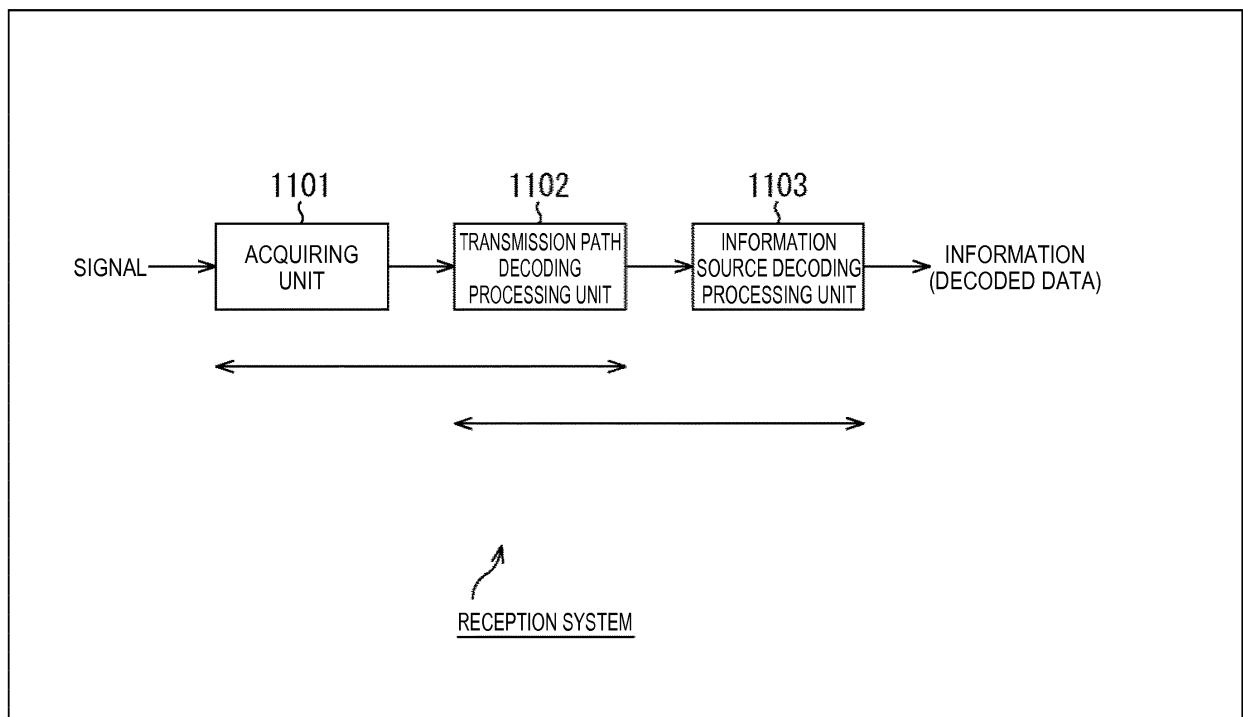 1101
1102
1103
SIGNAL
ACQUIRING
UNIT
TRANSMISSION PATH
DECODING
PROCESSING UNIT
INFORMATION
SOURCE DECODING
PROCESSING UNIT
INFORMATION
(DECODED DATA)
RECEPTION SYSTEM